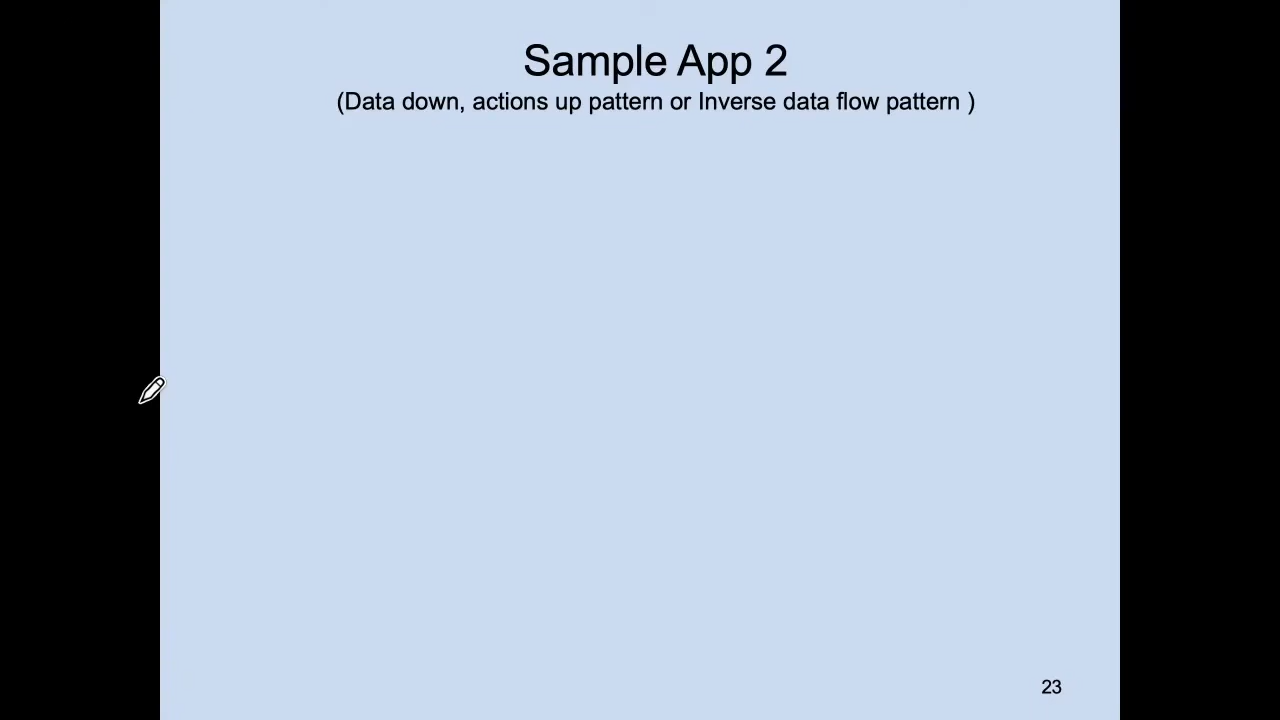 Sample App 2
(Data down, actions up pattern or Inverse data flow pattern )
23